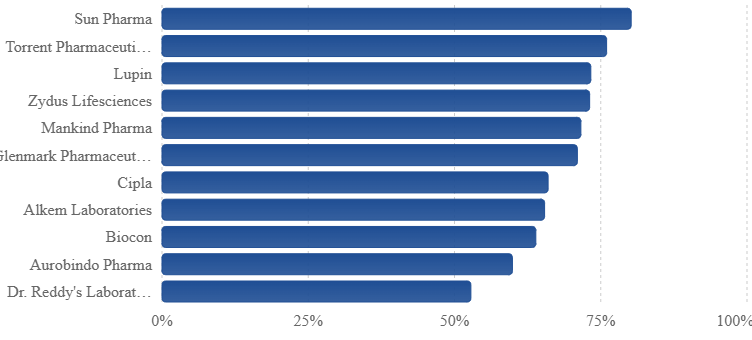 Sun Pharma
Torrent Pharmaceuti…
Lupin
Zydus Lifesciences
Mankind Pharma
Glenmark Pharmaceut…
Cipla
Alkem Laboratories
Biocon
Aurobindo Pharma
Dr. Reddy's Laborat…
0% 25% 50% 75% 100%